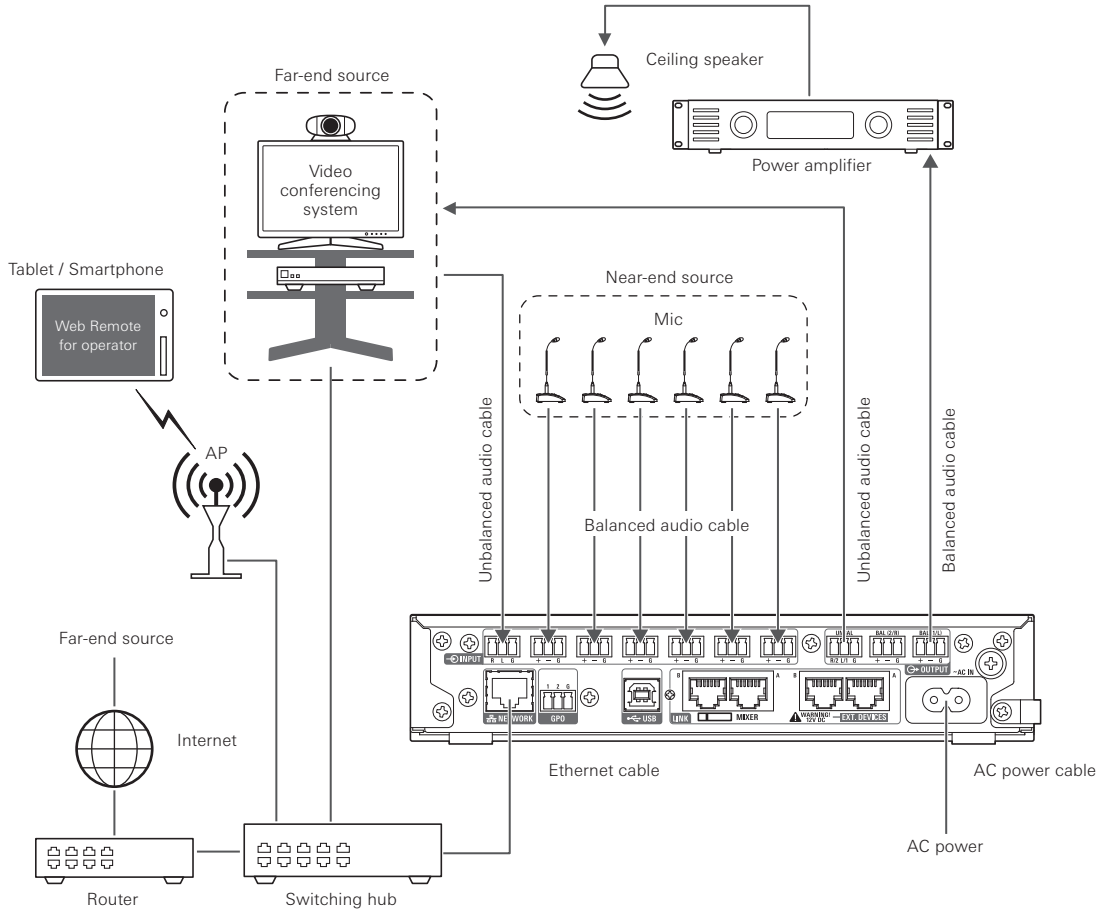 Ceiling speaker
Far-end source
Power amplifier
Video
conferencing
system
Tablet / Smartphone
Near-end source
Mic
Web Remote
for operator
AP
Unbalanced audio cable
Balanced audio cable
Unbalanced audio cable
Balanced audio cable
UNBAL BAL (2/R) BAL (1/L)
INPUT R L G + – G + – G + – G + – G + – G + – G R/2 L/1 G + – G + – G
OUTPUT ~AC IN
1 2 G B A B A
NETWORK GPO USB LINK MIXER WARNING! 12V DC EXT. DEVICES
Far-end source
Internet
Ethernet cable
AC power cable
AC power
Router
Switching hub